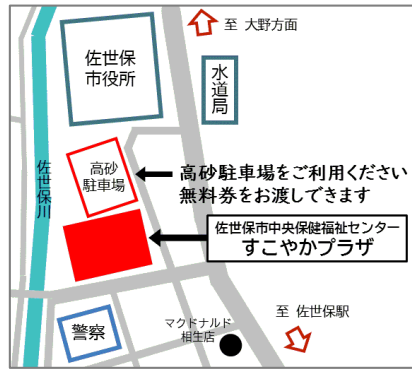 至 大野方面
佐世保
市役所
水道局
佐世保川
高砂
駐車場
高砂駐車場をご利用ください
無料券をお渡しできます
佐世保市中央保健福祉センター
すこやかプラザ
至 佐世保駅
警察
マクドナルド
相生店